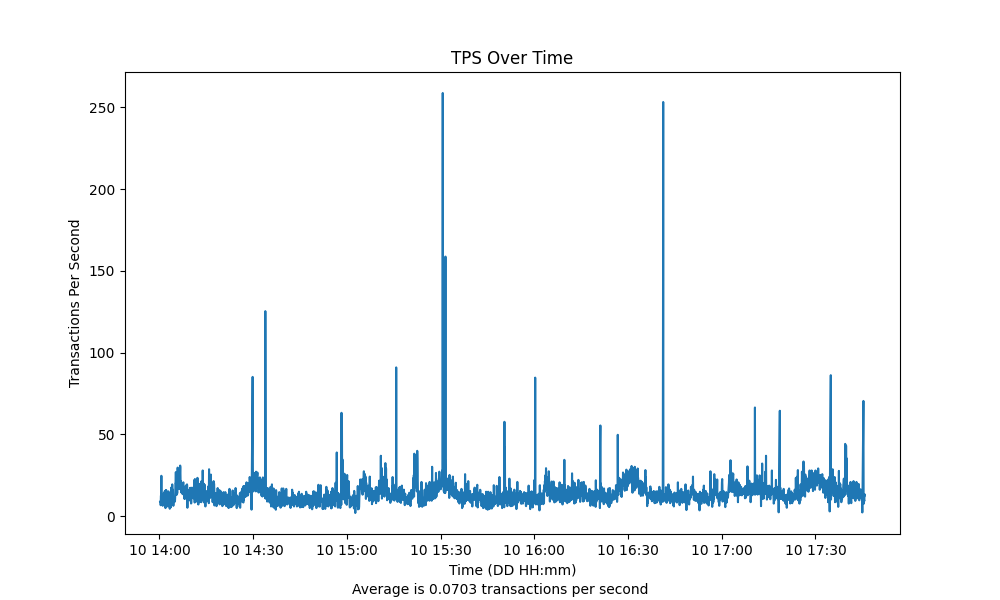 TPS Over Time
Transactions Per Second
250
200
150
100
50
0
10 14:00 10 14:30 10 15:00 10 15:30 10 16:00 10 16:30 10 17:00 10 17:30
Time (DD HH:mm)
Average is 0.0703 transactions per second